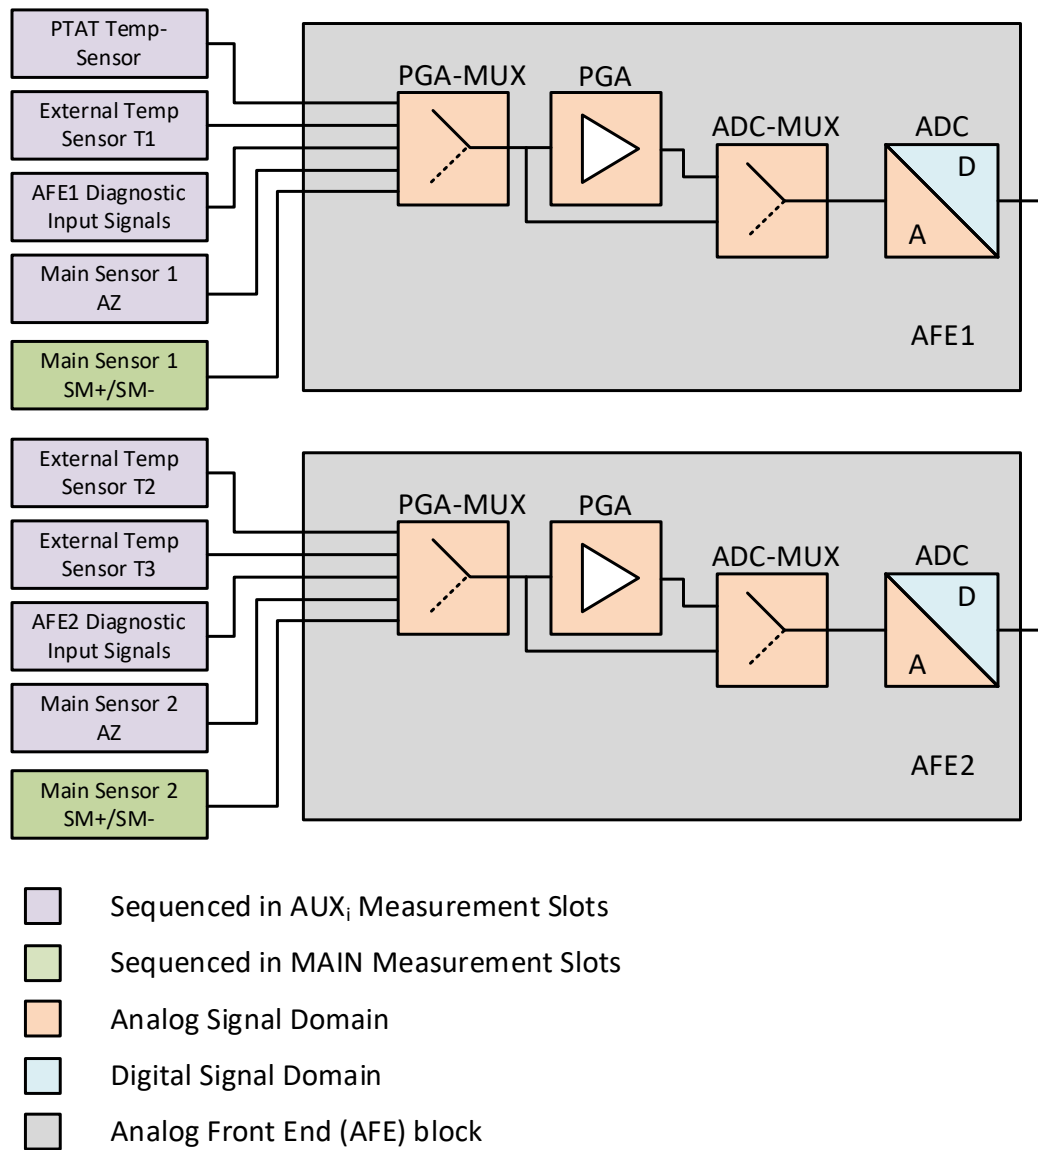 PTAT Temp-
Sensor
External Temp
Sensor T1
AFE1 Diagnostic
Input Signals
Main Sensor 1
AZ
Main Sensor 1
SM+/SM-
PGA-MUX
PGA
ADC-MUX
ADC
D
A
AFE1
External Temp
Sensor T2
External Temp
Sensor T3
AFE2 Diagnostic
Input Signals
Main Sensor 2
AZ
Main Sensor 2
SM+/SM-
PGA-MUX
PGA
ADC-MUX
ADC
D
A
AFE2
Sequenced in AUXi Measurement Slots
Sequenced in MAIN Measurement Slots
Analog Signal Domain
Digital Signal Domain
Analog Front End (AFE) block